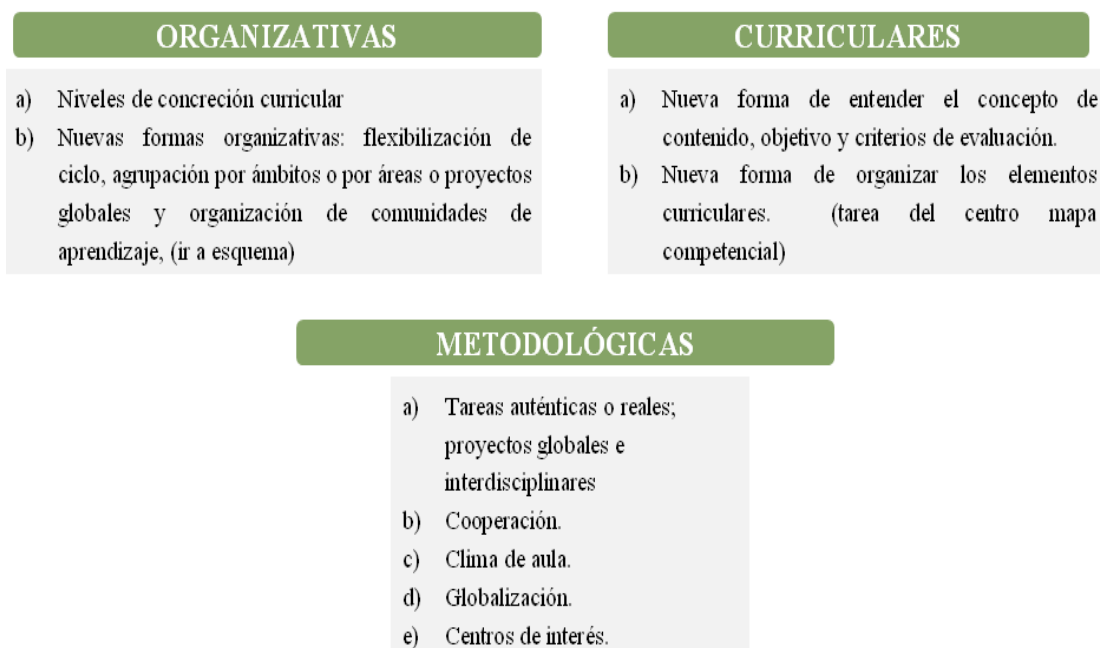 ORGANIZATIVAS
a) Niveles de concreción curricular
b) Nuevas formas organizativas: flexibilización de
ciclo, agrupación por ámbitos o por áreas o proyectos
globales y organización de comunidades de
aprendizaje, (ir a esquema)
CURRICULARES
a) Nueva forma de entender el concepto de
contenido, objetivo y criterios de evaluación.
b) Nueva forma de organizar los elementos
curriculares. (tarea del centro mapa
competencial)
METODOLÓGICAS
a) Tareas auténticas o reales;
proyectos globales e
interdisciplinares
b) Cooperación.
c) Clima de aula.
d) Globalización.
e) Centros de interés.